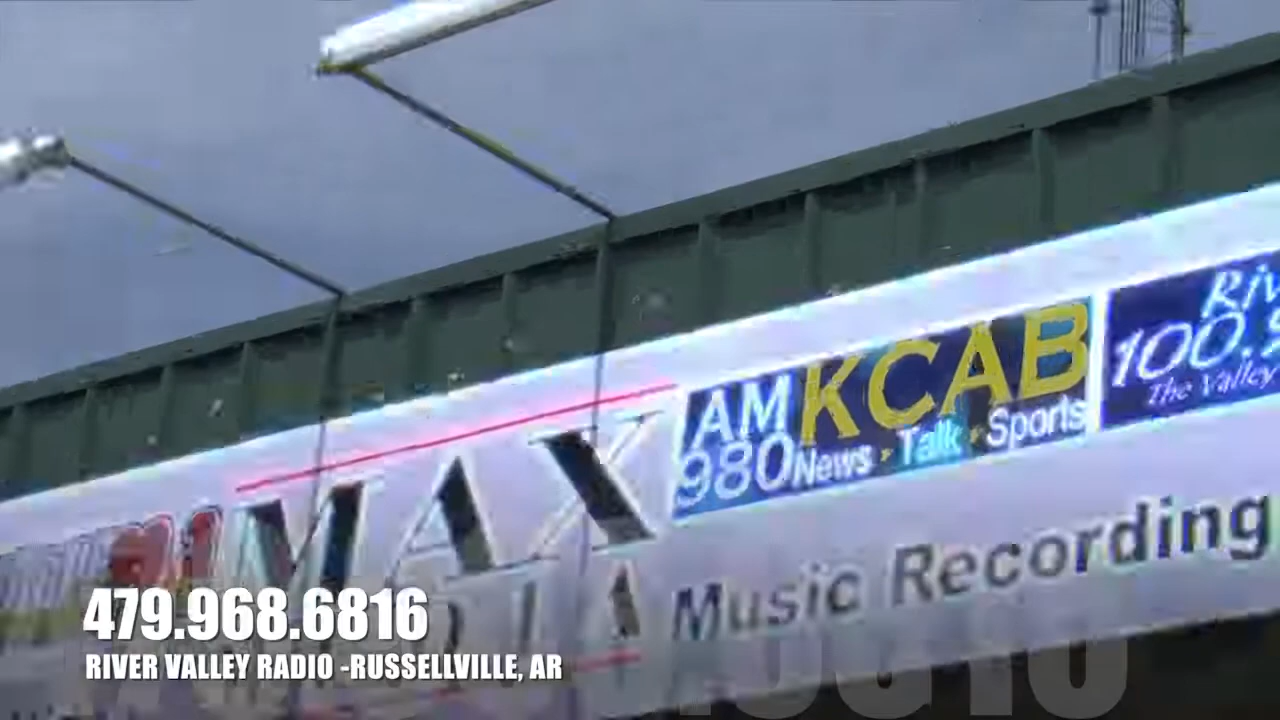 MAX
AM KCAB
980 News Talk Sports
100.
The Valley
Music Recording
479.968.6816
RIVER VALLEY RADIO -RUSSELLVILLE, AR